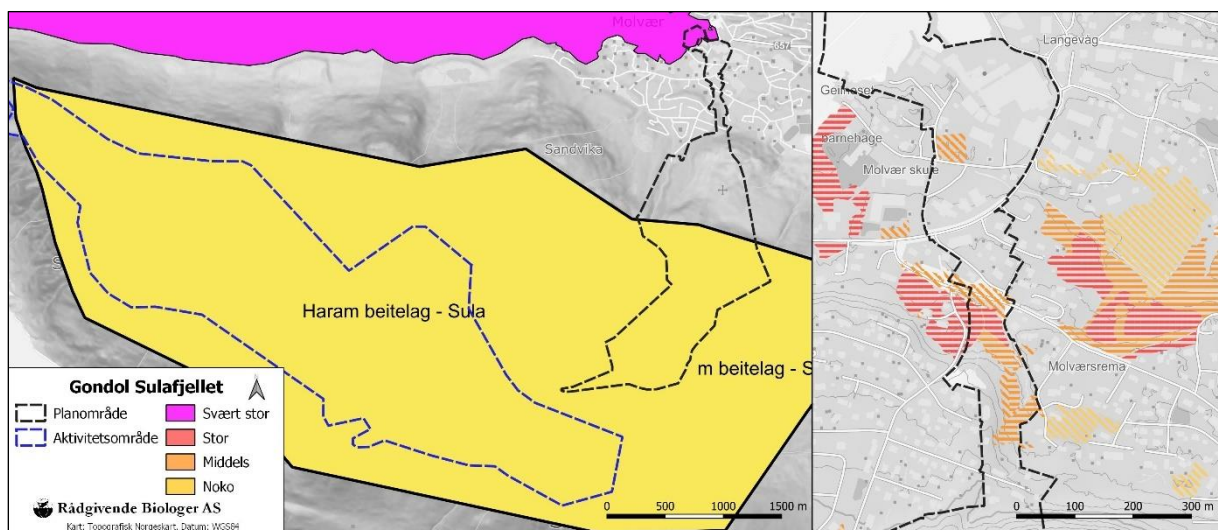 Molvær
657
Sandvika
Haram beitelag - Sula
m beitelag - S
Gondol Sulafjellet
Planområde
Aktivitetsområde
Svært stor
Stor
Middels
Noko
Rådgivende Biologer AS
Kart: Topografisk Norgeskart, Datum: WGS84
0 500 1000 1500 m
Langevåg
barnehage
Molvær skule
Molværsrema
0 100 200 300 m